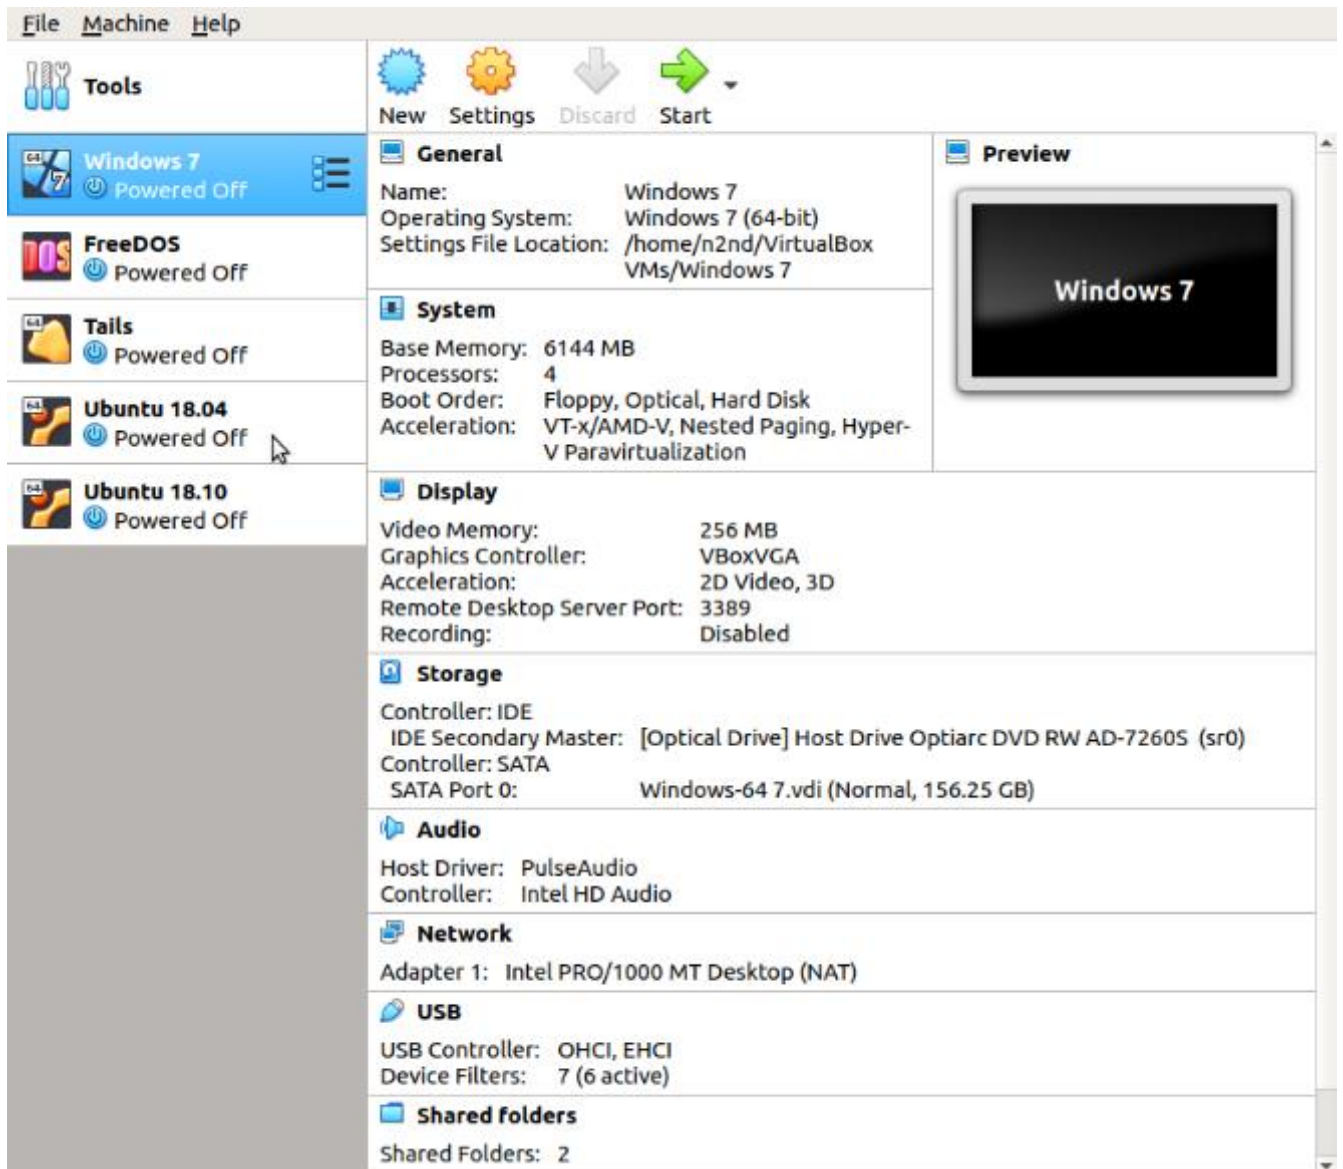 File Machine Help
Tools
New Settings Discard Start
Windows 7
Powered Off
FreeDOS
Powered Off
Tails
Powered Off
Ubuntu 18.04
Powered Off
Ubuntu 18.10
Powered Off
General
Name: Windows 7
Operating System: Windows 7 (64-bit)
Settings File Location: /home/n2nd/VirtualBox
VMs/Windows 7
Preview
Windows 7
System
Base Memory: 6144 MB
Processors: 4
Boot Order: Floppy, Optical, Hard Disk
Acceleration: VT-x/AMD-V, Nested Paging, Hyper-
V Paravirtualization
Display
Video Memory: 256 MB
Graphics Controller: VBoxVGA
Acceleration: 2D Video, 3D
Remote Desktop Server Port: 3389
Recording: Disabled
Storage
Controller: IDE
IDE Secondary Master: [Optical Drive] Host Drive Optiarc DVD RW AD-7260S (sr0)
Controller: SATA
SATA Port 0: Windows-64 7.vdi (Normal, 156.25 GB)
Audio
Host Driver: PulseAudio
Controller: Intel HD Audio
Network
Adapter 1: Intel PRO/1000 MT Desktop (NAT)
USB
USB Controller: OHCI, EHCI
Device Filters: 7 (6 active)
Shared folders
Shared Folders: 2